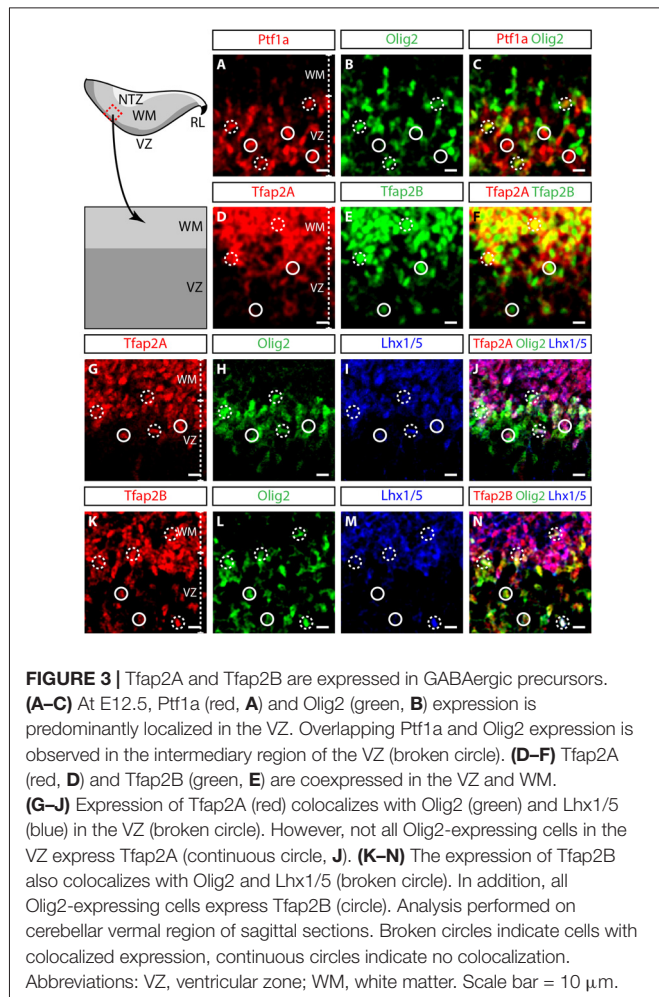 Ptf1a Olig2 Ptf1a Olig2
A WM VZ B C
NTZ WM VZ RL
Tfap2A Tfap2B Tfap2A Tfap2B
WM VZ D WM VZ E F
Tfap2A Olig2 Lhx1/5 Tfap2A Olig2 Lhx1/5
G WM VZ H I J
Tfap2B Olig2 Lhx1/5 Tfap2B Olig2 Lhx1/5
K WM VZ L M N
FIGURE 3 | Tfap2A and Tfap2B are expressed in GABAergic precursors.
(A–C) At E12.5, Ptf1a (red, A) and Olig2 (green, B) expression is
predominantly localized in the VZ. Overlapping Ptf1a and Olig2 expression is
observed in the intermediary region of the VZ (broken circle). (D–F) Tfap2A
(red, D) and Tfap2B (green, E) are coexpressed in the VZ and WM.
(G–J) Expression of Tfap2A (red) colocalizes with Olig2 (green) and Lhx1/5
(blue) in the VZ (broken circle). However, not all Olig2-expressing cells in the
VZ express Tfap2A (continuous circle, J). (K–N) The expression of Tfap2B
also colocalizes with Olig2 and Lhx1/5 (broken circle). In addition, all
Olig2-expressing cells express Tfap2B (circle). Analysis performed on
cerebellar vermal region of sagittal sections. Broken circles indicate cells with
colocalized expression, continuous circles indicate no colocalization.
Abbreviations: VZ, ventricular zone; WM, white matter. Scale bar = 10 μm.